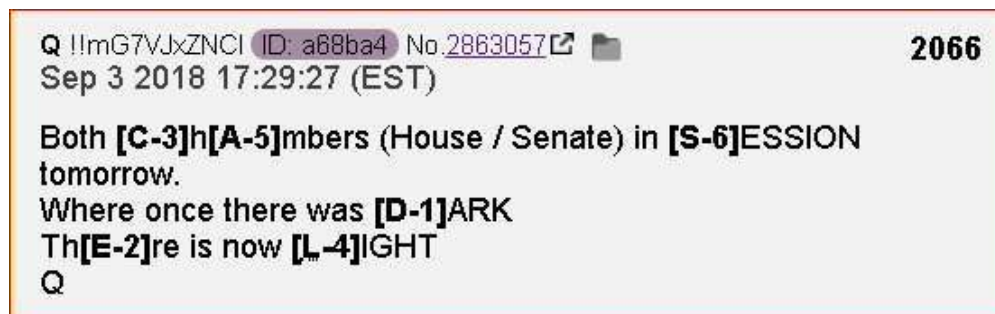 Q !!mG7VJxZNCI ID: a68ba4 No.2863057 2066
Sep 3 2018 17:29:27 (EST)
Both [C-3]h[A-5]mbers (House / Senate) in [S-6]ESSION
tomorrow.
Where once there was [D-1]ARK
Th[E-2]re is now [L-4]IGHT
Q